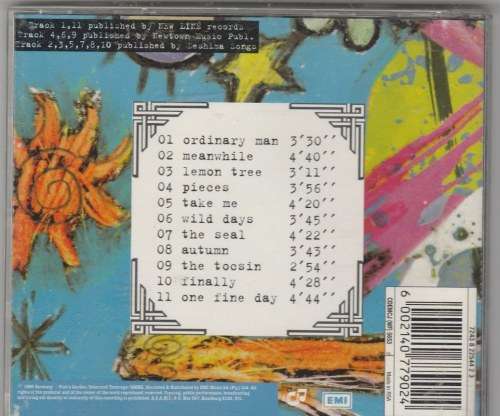 Track 1,11 published by NEW LINE records
Track 4,6,9 published by Newtown Music Publ.
Track 2,3,5,7,8,10 published by Deshima Songs
01 ordinary man 3'30''
02 meanwhile 4'40''
03 lemon tree 3'11''
04 pieces 3'56''
05 take me 4'20''
06 wild days 3'45''
07 the seal 4'22''
08 autumn 3'43''
09 the tocsin 2'54''
10 finally 4'28''
11 one fine day 4'44''
EMI
Made in RSA
6 002140 779024